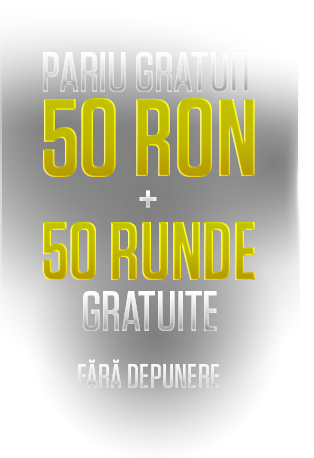 PARIU GRATUIT
50 RON
+
50 RUNDE
GRATUITE
FĂRĂ DEPUNERE